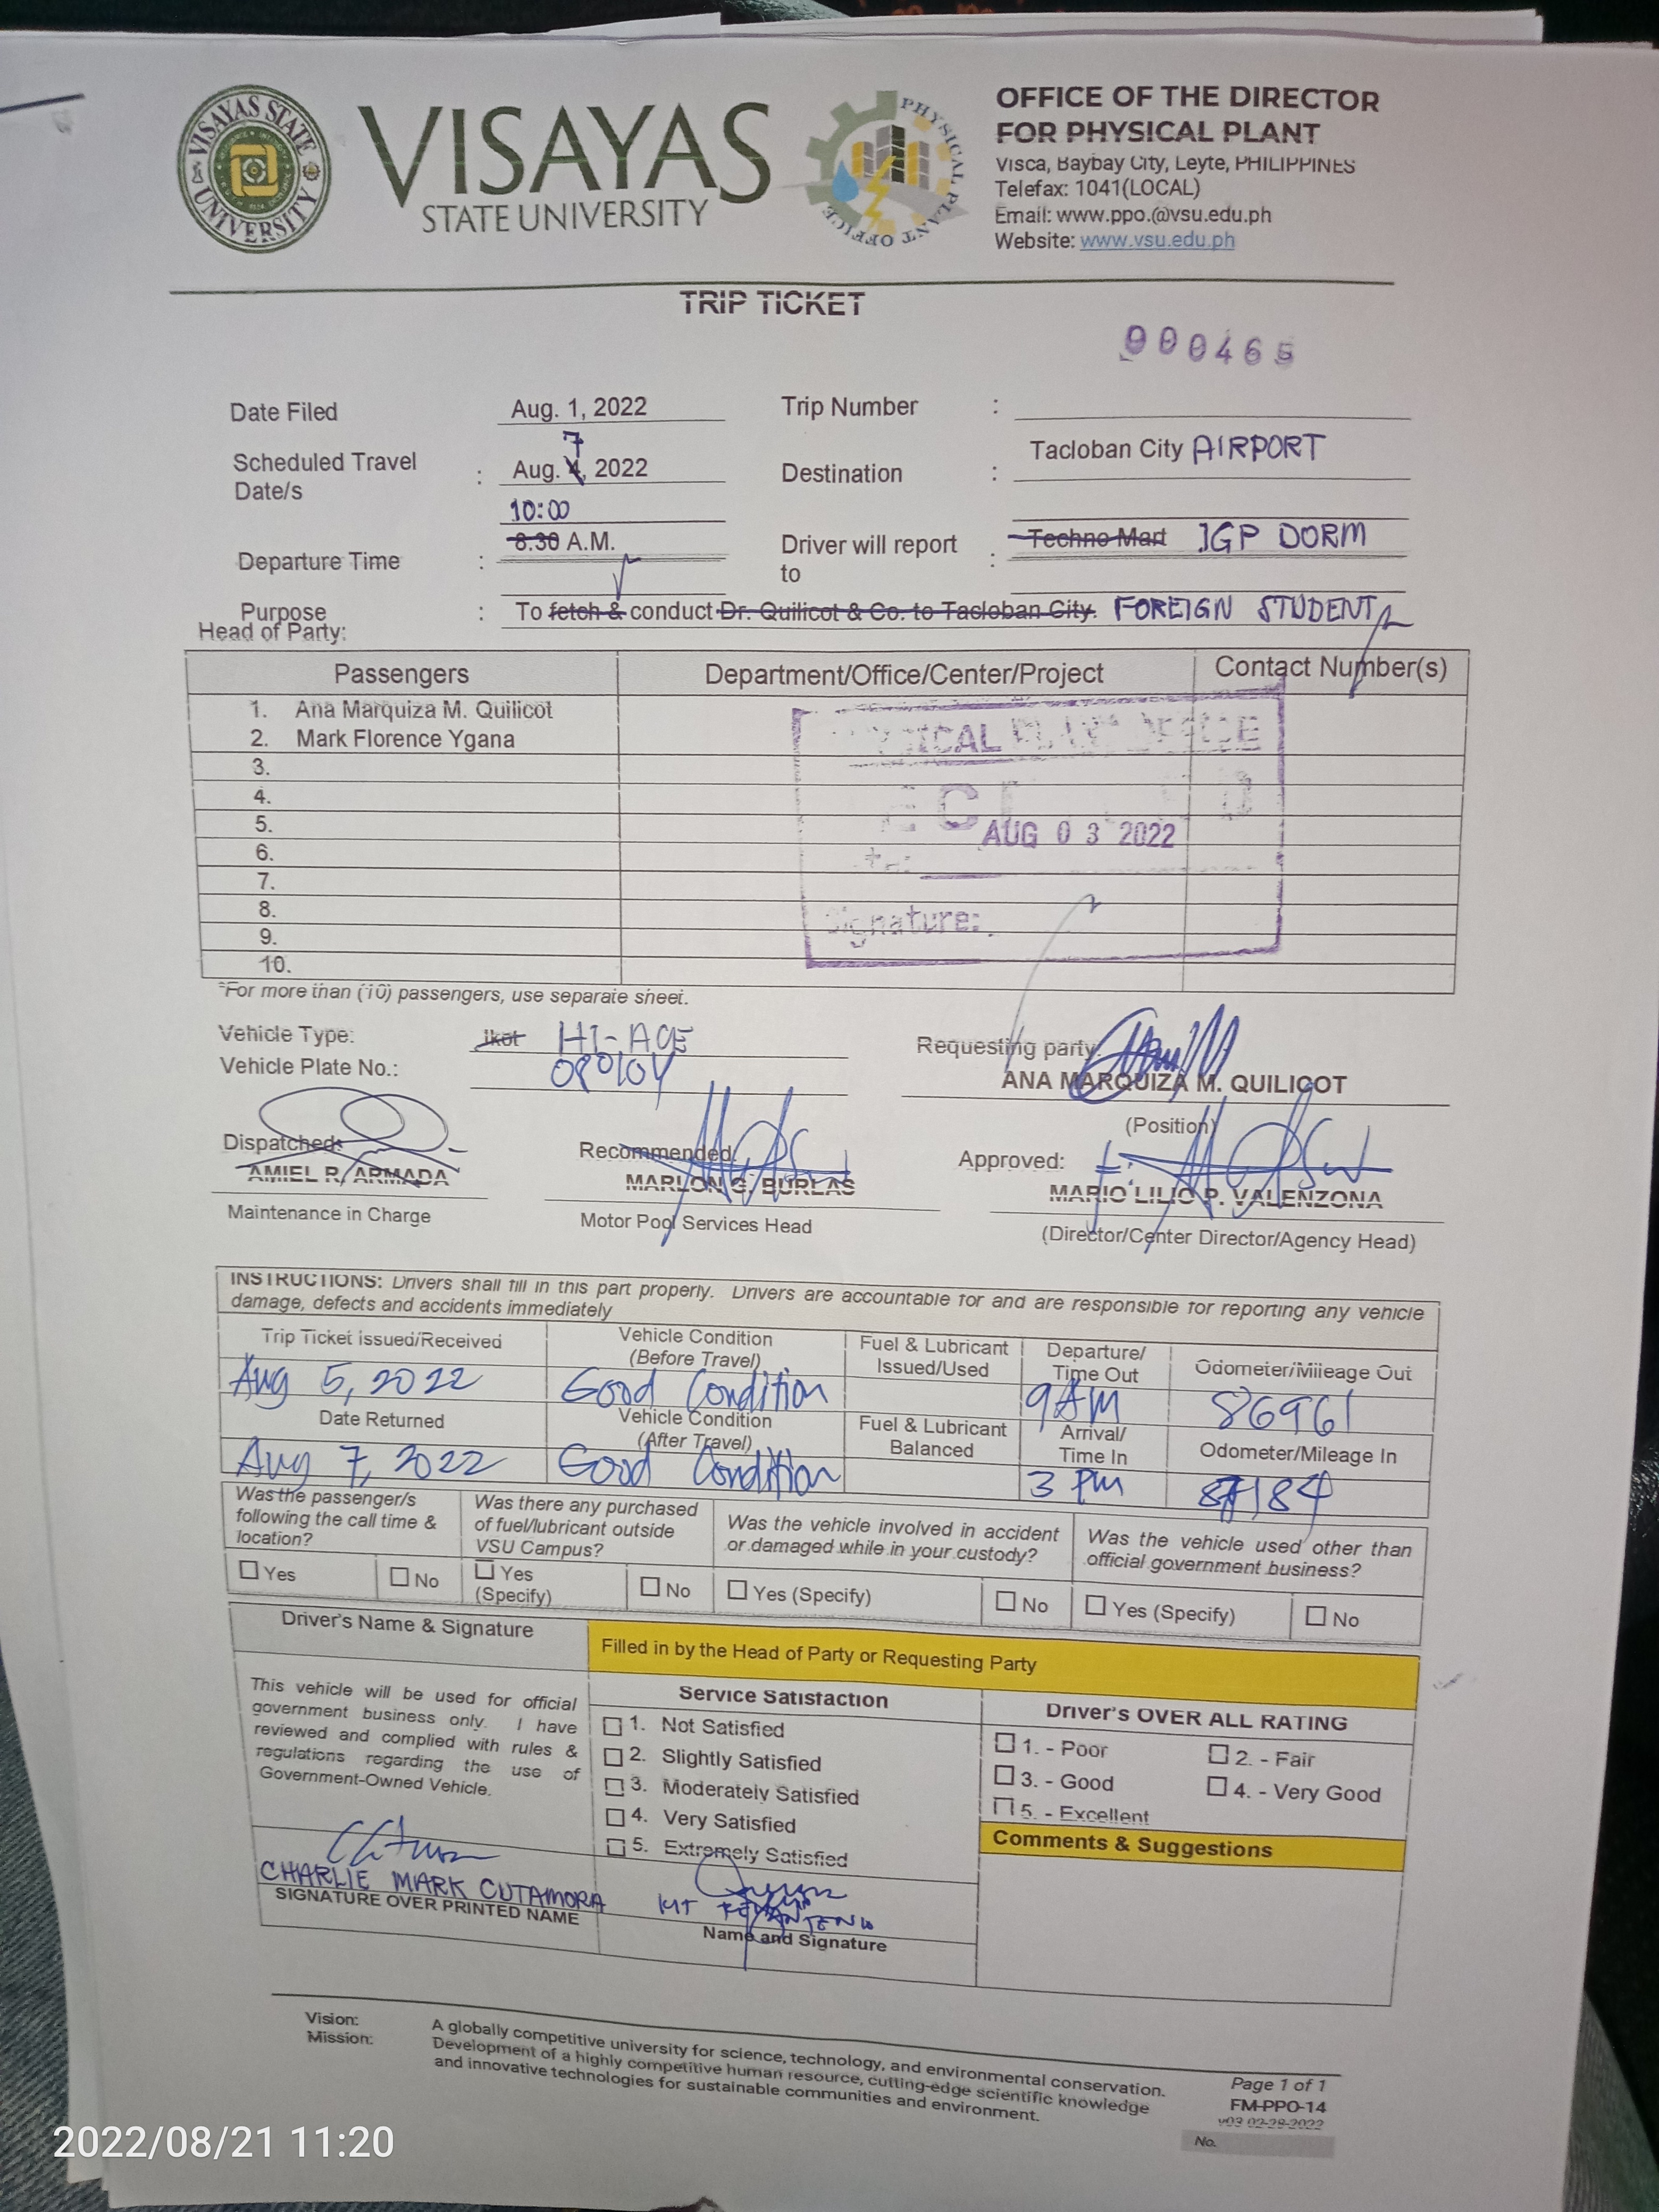 VISAYAS STATE UNIVERSITY
VISAYAS
STATE UNIVERSITY
PHYSICAL PLANT OFFICE
OFFICE OF THE DIRECTOR
FOR PHYSICAL PLANT
Visca, Baybay City, Leyte, PHILIPPINES
Telefax: 1041(LOCAL)
Email: www.ppo.@vsu.edu.ph
Website: www.vsu.edu.ph
TRIP TICKET
000465
Date Filed Aug. 1, 2022 Trip Number :
7
Scheduled Travel Date/s : Aug. 4, 2022 Destination : Tacloban City AIRPORT
10:00
Departure Time : 8:30 A.M. Driver will report to : Techno Mart IGP DORM
Purpose : To fetch & conduct Dr. Quilicot & Co. to Tacloban City. FOREIGN STUDENT
Head of Party:
Passengers Department/Office/Center/Project Contact Number(s)
1. Ana Marquiza M. Quilicot
2. Mark Florence Ygana
3.
4.
5.
6.
7.
8.
9.
10.
AUG 03 2022
Signature:
*For more than (10) passengers, use separate sheet.
Vehicle Type: Ikot HI-ACE
Vehicle Plate No.:
Requesting party:
ANA MARQUIZA M. QUILICOT
(Position)
Dispatched: Recommended: Approved:
AMIEL R. ARMADA MARLON G. BURLAS MARIO LILIO P. VALENZONA
Maintenance in Charge Motor Pool Services Head (Director/Center Director/Agency Head)
INSTRUCTIONS: Drivers shall fill in this part properly. Drivers are accountable for and are responsible for reporting any vehicle
damage, defects and accidents immediately
Trip Ticket issued/Received Vehicle Condition (Before Travel) Fuel & Lubricant Issued/Used Departure/ Time Out Odometer/Mileage Out
Aug 5, 2022 Good Condition 9AM 86961
Date Returned Vehicle Condition (After Travel) Fuel & Lubricant Balanced Arrival/ Time In Odometer/Mileage In
Aug 7, 2022 Good Condition 3 PM 87184
Was the passenger/s following the call time & location? Was there any purchased of fuel/lubricant outside VSU Campus? Was the vehicle involved in accident or damaged while in your custody? Was the vehicle used other than official government business?
Yes No Yes (Specify) No Yes (Specify) No Yes (Specify) No
Driver's Name & Signature
Filled in by the Head of Party or Requesting Party
This vehicle will be used for official
government business only. I have
reviewed and complied with rules &
regulations regarding the use of
Government-Owned Vehicle.
Service Satisfaction
1. Not Satisfied
2. Slightly Satisfied
3. Moderately Satisfied
4. Very Satisfied
5. Extremely Satisfied
Driver's OVER ALL RATING
1. - Poor 2. - Fair
3. - Good 4. - Very Good
5. - Excellent
Comments & Suggestions
CHARLIE MARK CUTAMORA
SIGNATURE OVER PRINTED NAME
Name and Signature
Vision: A globally competitive university for science, technology, and environmental conservation.
Mission: Development of a highly competitive human resource, cutting-edge scientific knowledge
and innovative technologies for sustainable communities and environment.
Page 1 of 1
FM-PPO-14
v03 02-28-2022
No.
2022/08/21 11:20